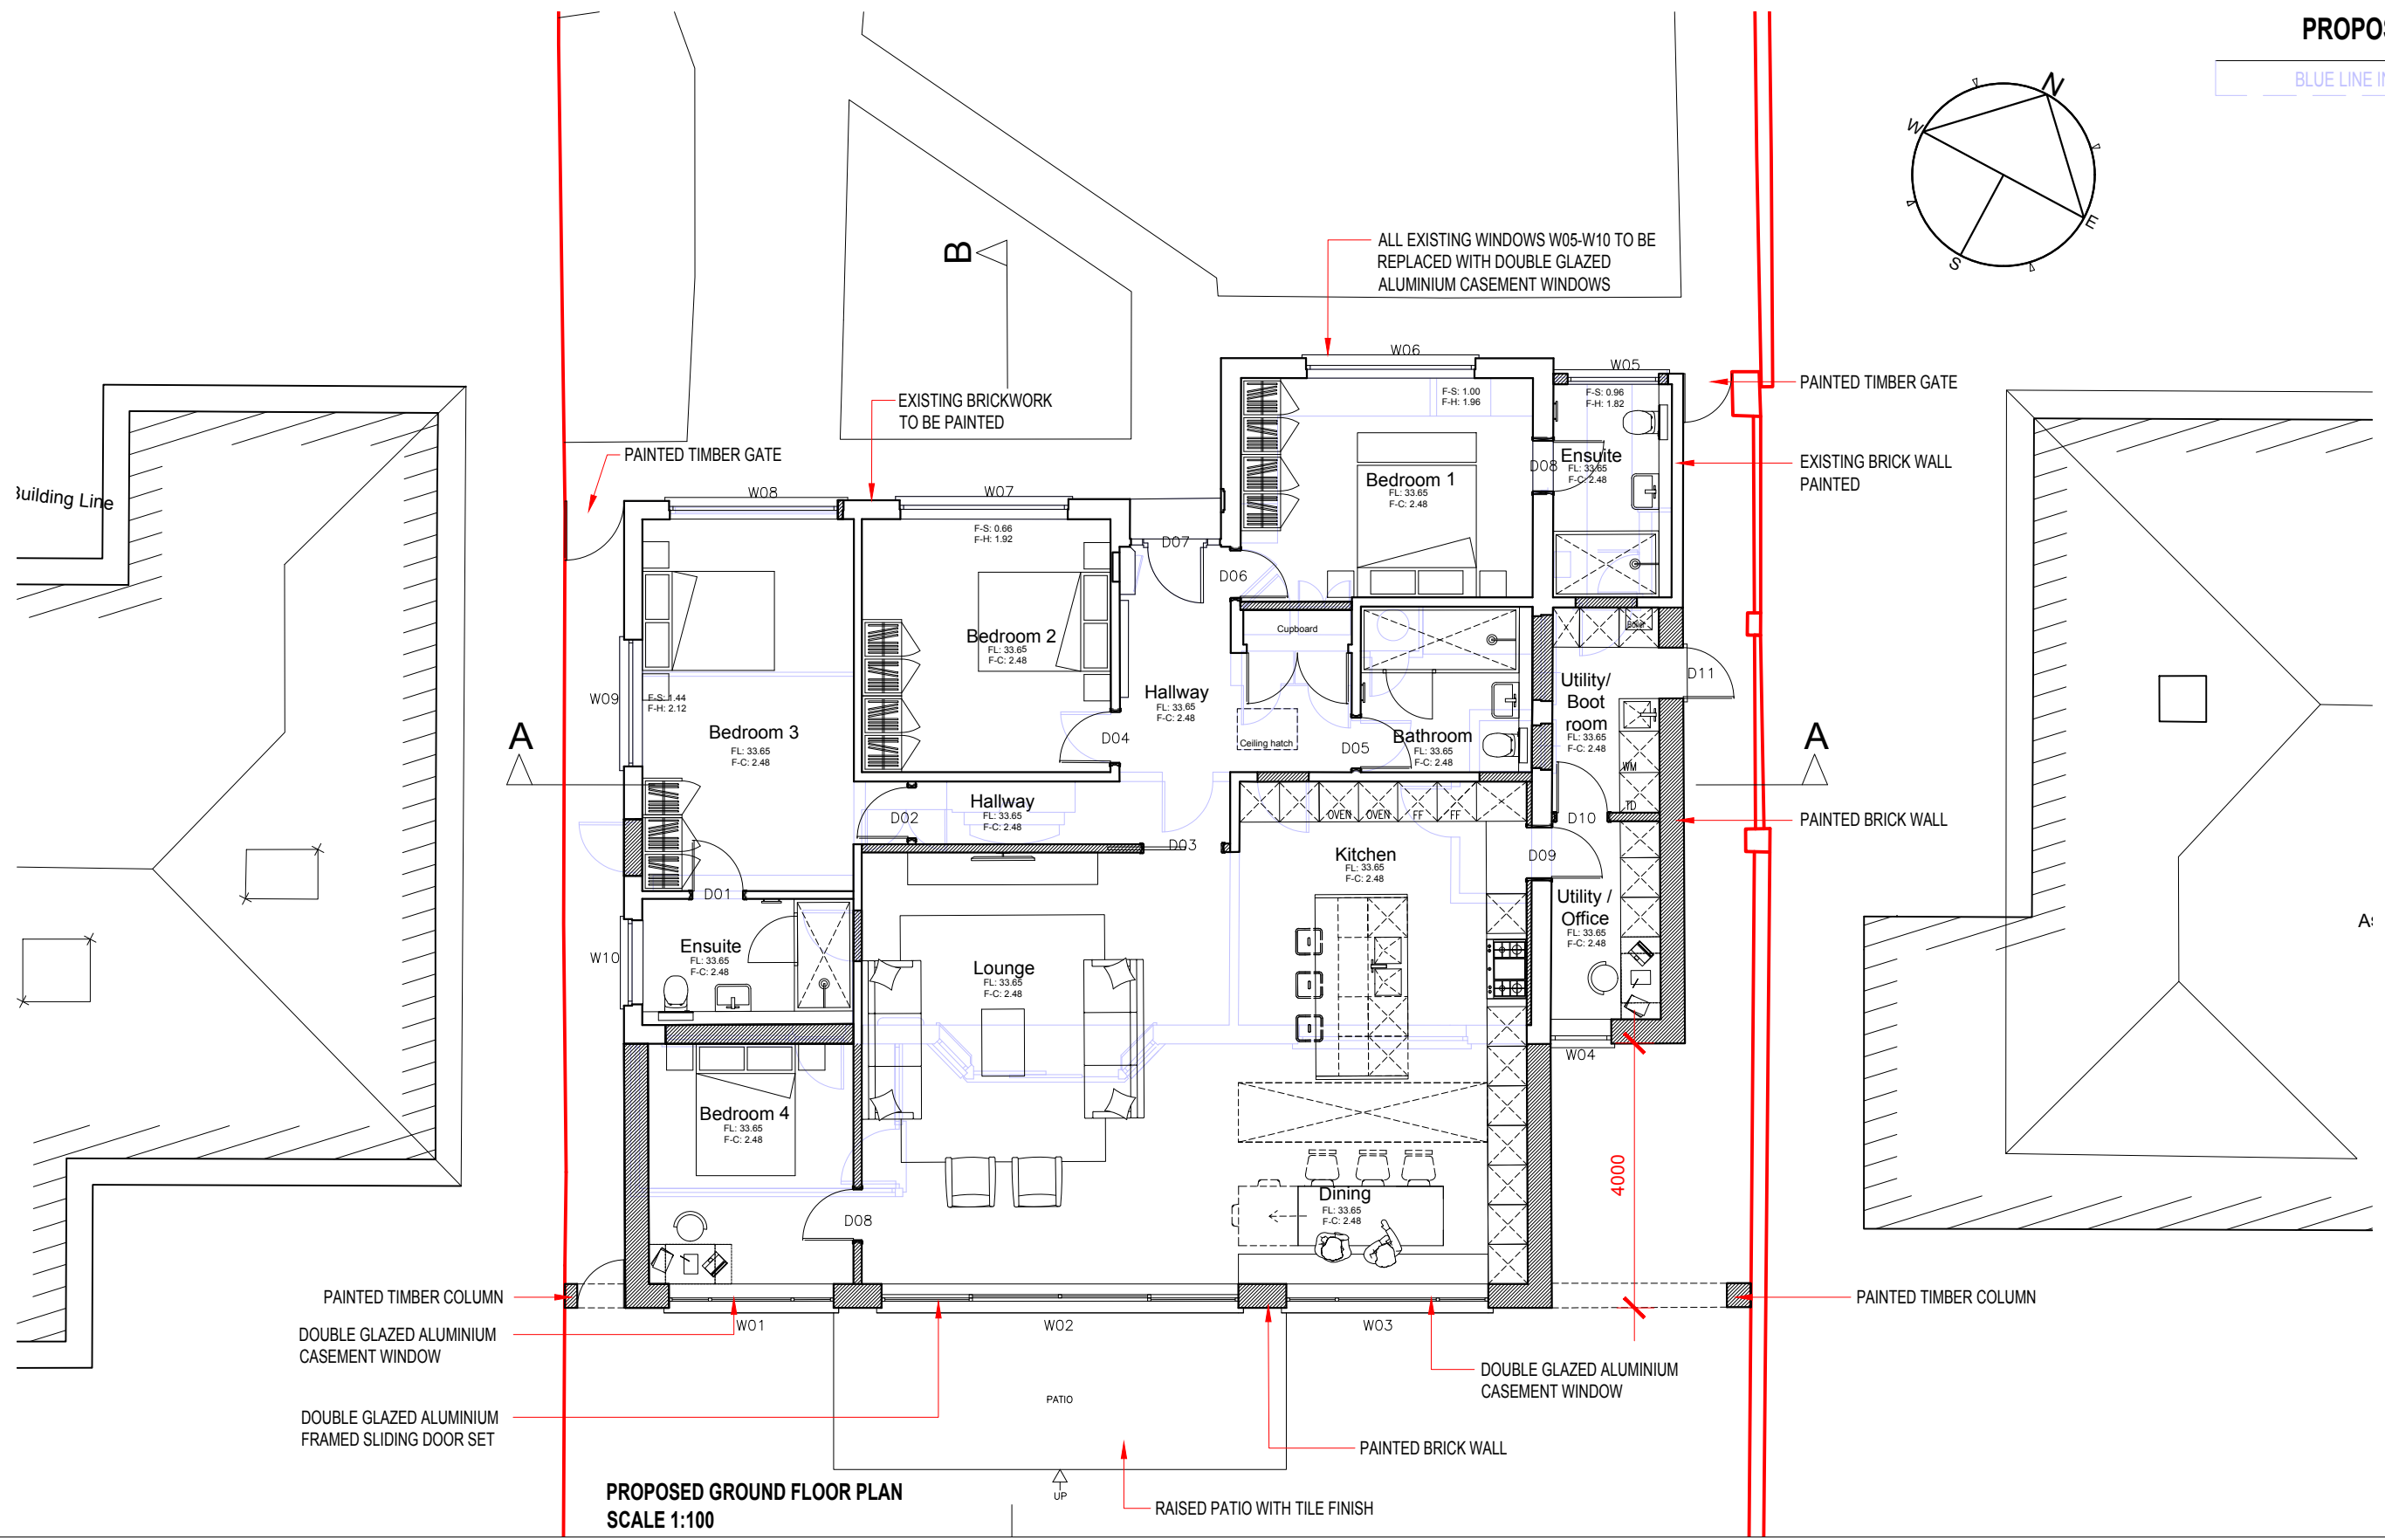 PROPOS
BLUE LINE IN
N
W
E
S
B
ALL EXISTING WINDOWS W05-W10 TO BE
REPLACED WITH DOUBLE GLAZED
ALUMINIUM CASEMENT WINDOWS
W06
W05
PAINTED TIMBER GATE
F-S: 1.00
F-H: 1.96
F-S: 0.96
F-H: 1.82
EXISTING BRICKWORK
TO BE PAINTED
PAINTED TIMBER GATE
Building Line
W08
W07
Bedroom 1
FL: 33.65
F-C: 2.48
D08
Ensuite
FL: 33.65
F-C: 2.48
EXISTING BRICK WALL
PAINTED
F-S: 0.66
F-H: 1.92
D07
D06
Cupboard
Boiler
Bedroom 2
FL: 33.65
F-C: 2.48
W09
F-S: 1.44
F-H: 2.12
Hallway
FL: 33.65
F-C: 2.48
Utility/
Boot
room
FL: 33.65
F-C: 2.48
D11
A
Bedroom 3
FL: 33.65
F-C: 2.48
D04
Ceiling hatch
D05
Bathroom
FL: 33.65
F-C: 2.48
WM
A
Hallway
FL: 33.65
F-C: 2.48
D02
OVEN
OVEN
FF
FF
TD
D10
PAINTED BRICK WALL
D03
Kitchen
FL: 33.65
F-C: 2.48
D09
D01
Utility /
Office
FL: 33.65
F-C: 2.48
As
W10
Ensuite
FL: 33.65
F-C: 2.48
Lounge
FL: 33.65
F-C: 2.48
W04
Bedroom 4
FL: 33.65
F-C: 2.48
4000
D08
Dining
FL: 33.65
F-C: 2.48
PAINTED TIMBER COLUMN
PAINTED TIMBER COLUMN
W01
W02
W03
DOUBLE GLAZED ALUMINIUM
CASEMENT WINDOW
DOUBLE GLAZED ALUMINIUM
CASEMENT WINDOW
PATIO
DOUBLE GLAZED ALUMINIUM
FRAMED SLIDING DOOR SET
PAINTED BRICK WALL
PROPOSED GROUND FLOOR PLAN
SCALE 1:100
UP
RAISED PATIO WITH TILE FINISH